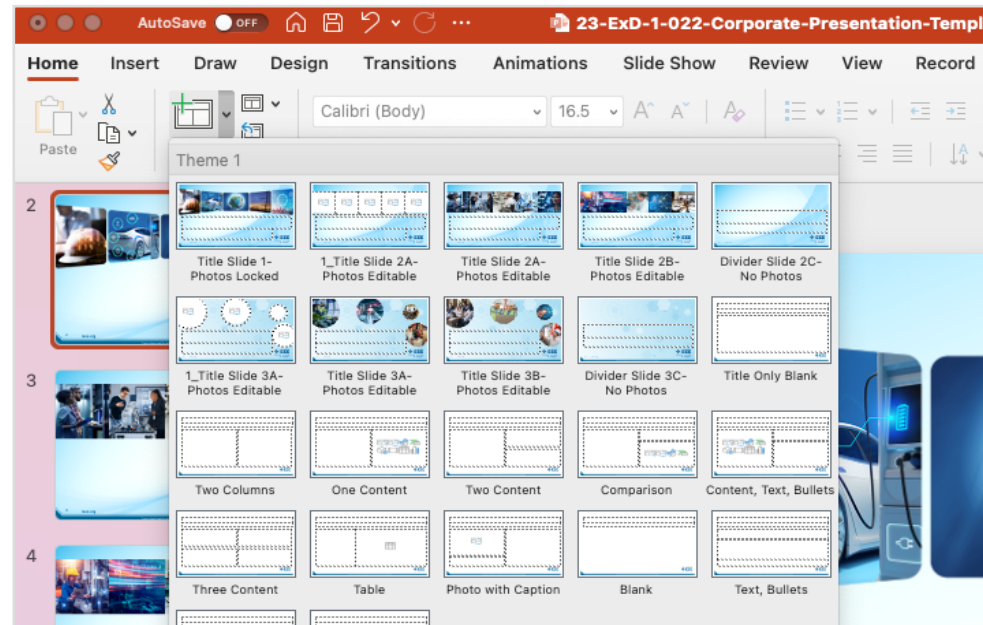 AutoSave OFF 23-ExD-1-022-Corporate-Presentation-Templ
Home Insert Draw Design Transitions Animations Slide Show Review View Record
Paste
Calibri (Body) 16.5
Theme 1
2
Title Slide 1-
Photos Locked
1_Title Slide 2A-
Photos Editable
Title Slide 2A-
Photos Editable
Title Slide 2B-
Photos Editable
Divider Slide 2C-
No Photos
1_Title Slide 3A-
Photos Editable
Title Slide 3A-
Photos Editable
Title Slide 3B-
Photos Editable
Divider Slide 3C-
No Photos
Title Only Blank
3
Two Columns
One Content
Two Content
Comparison
Content, Text, Bullets
4
Three Content
Table
Photo with Caption
Blank
Text, Bullets